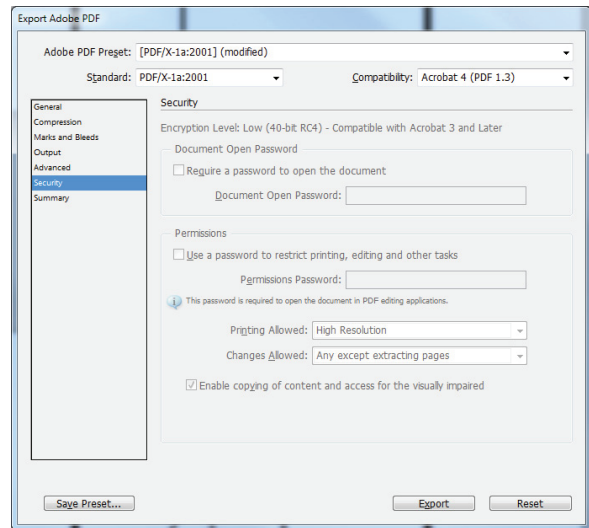 Export Adobe PDF
Adobe PDF Preset: [PDF/X-1a:2001] (modified)
Standard: PDF/X-1a:2001 Compatibility: Acrobat 4 (PDF 1.3)
General
Compression
Marks and Bleeds
Output
Advanced
Security
Summary
Security
Encryption Level: Low (40-bit RC4) - Compatible with Acrobat 3 and Later
Document Open Password
Require a password to open the document
Document Open Password:
Permissions
Use a password to restrict printing, editing and other tasks
Permissions Password:
This password is required to open the document in PDF editing applications.
Printing Allowed: High Resolution
Changes Allowed: Any except extracting pages
Enable copying of content and access for the visually impaired
Save Preset... Export Reset